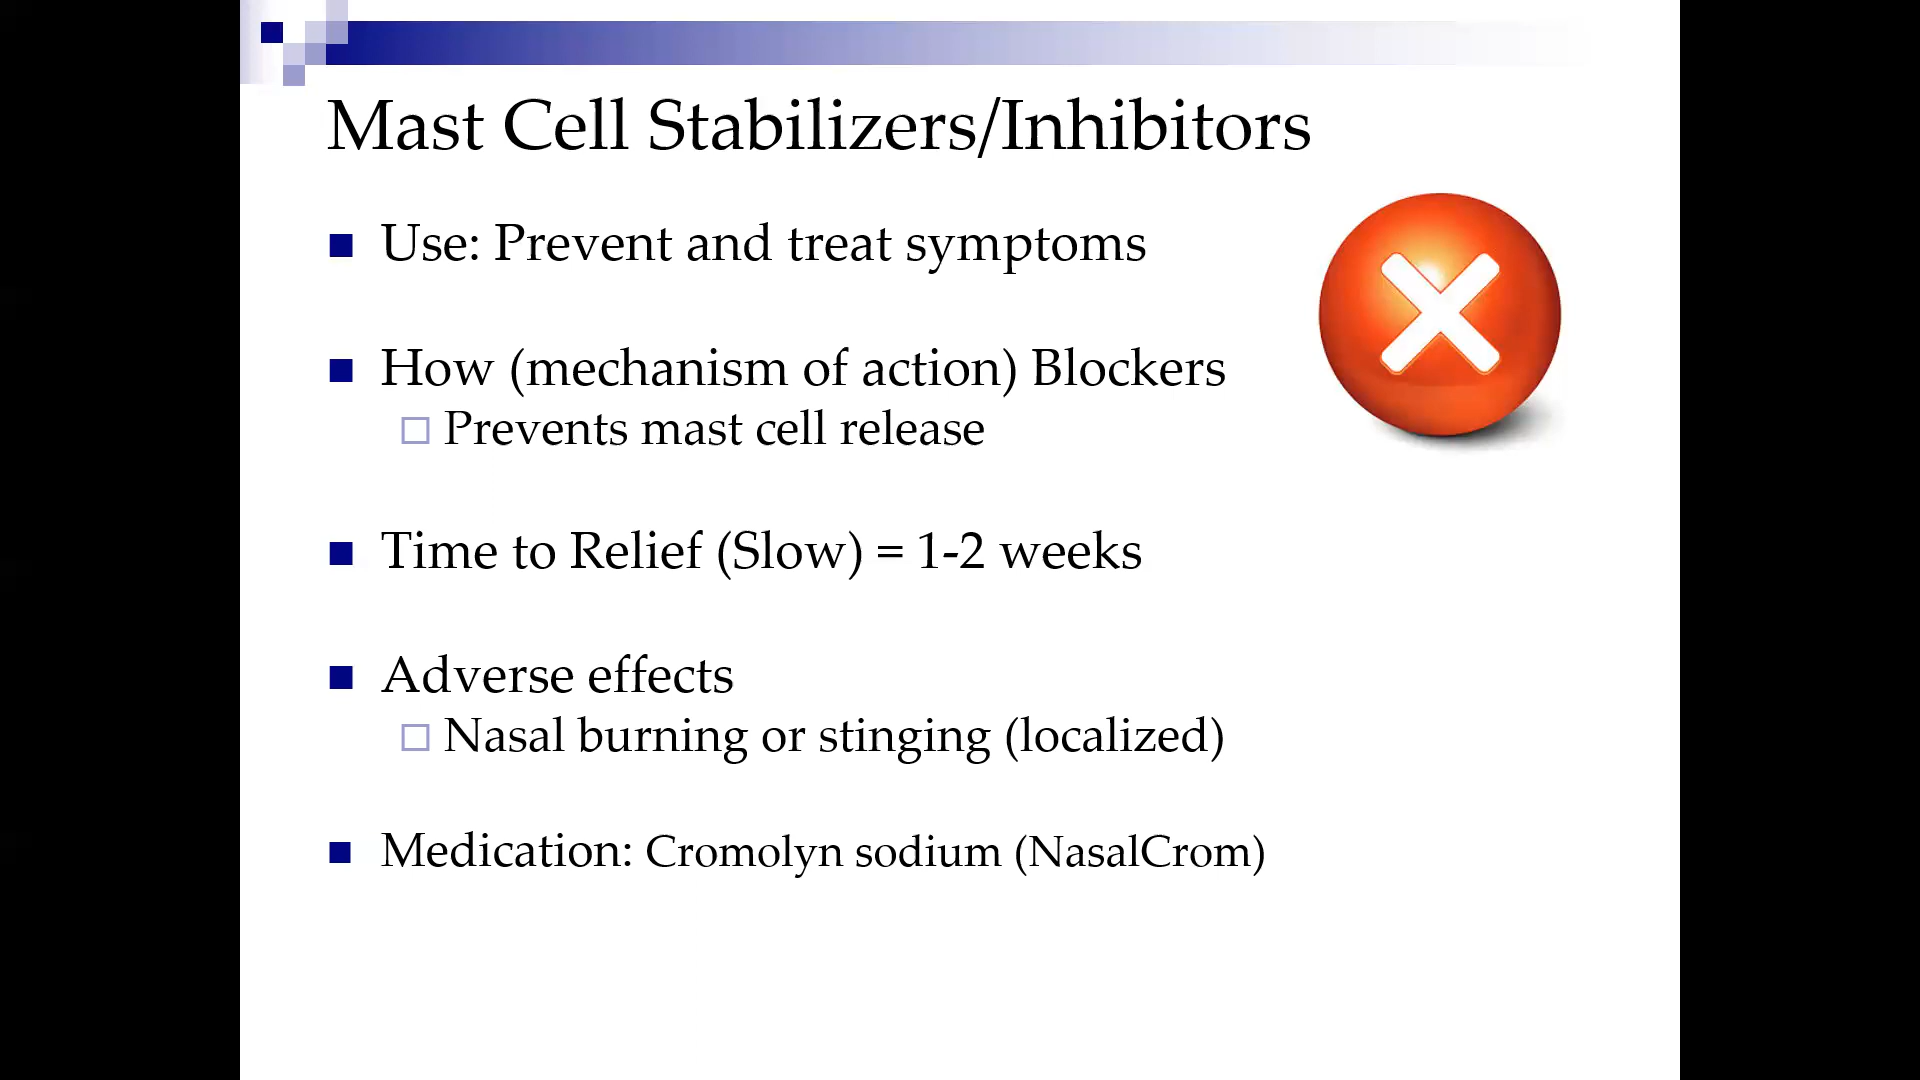 Mast Cell Stabilizers/Inhibitors
Use: Prevent and treat symptoms
How (mechanism of action) Blockers
Prevents mast cell release
Time to Relief (Slow) = 1-2 weeks
Adverse effects
Nasal burning or stinging (localized)
Medication: Cromolyn sodium (NasalCrom)